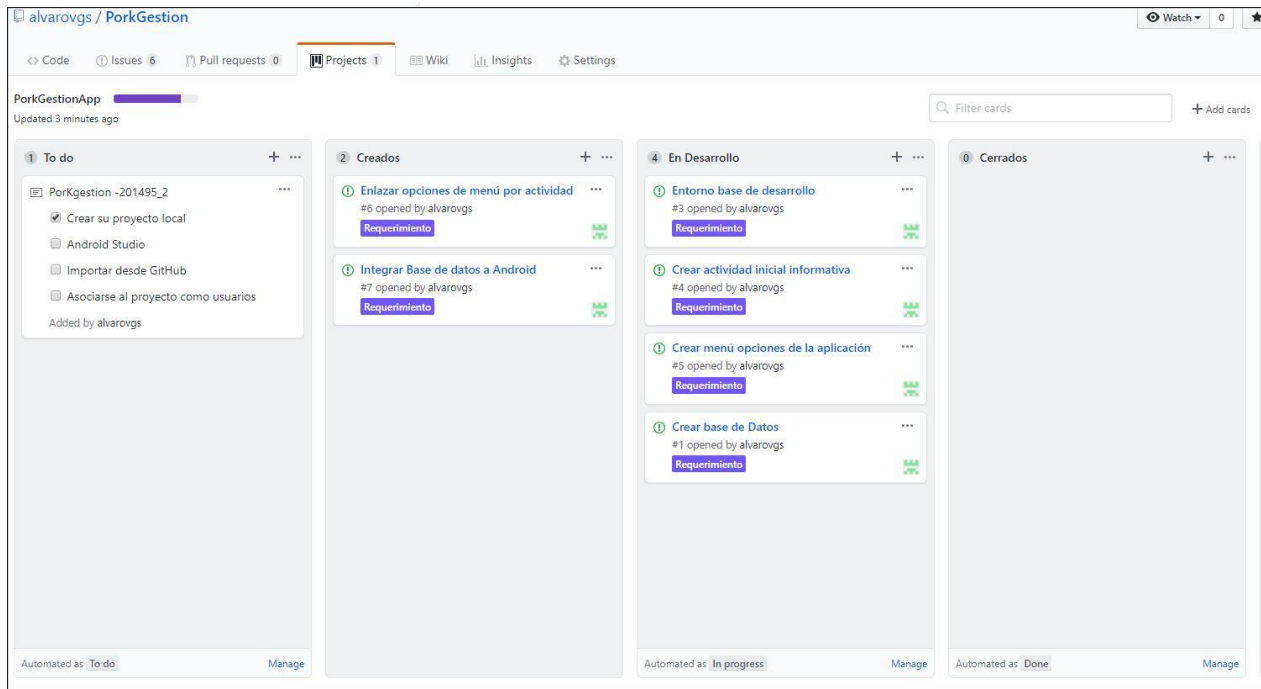 alvarovgs / PorkGestion
Watch 0
Code Issues 6 Pull requests 0 Projects 1 Wiki Insights Settings
PorkGestionApp
Updated 3 minutes ago
Filter cards
+ Add cards
1 To do
PorKgestion -201495_2
Crear su proyecto local
Android Studio
Importar desde GitHub
Asociarse al proyecto como usuarios
Added by alvarovgs
Automated as To do Manage
2 Creados
Enlazar opciones de menú por actividad
#6 opened by alvarovgs
Requerimiento
Integrar Base de datos a Android
#7 opened by alvarovgs
Requerimiento
4 En Desarrollo
Entorno base de desarrollo
#3 opened by alvarovgs
Requerimiento
Crear actividad inicial informativa
#4 opened by alvarovgs
Requerimiento
Crear menú opciones de la aplicación
#5 opened by alvarovgs
Requerimiento
Crear base de Datos
#1 opened by alvarovgs
Requerimiento
Automated as In progress Manage
0 Cerrados
Automated as Done Manage